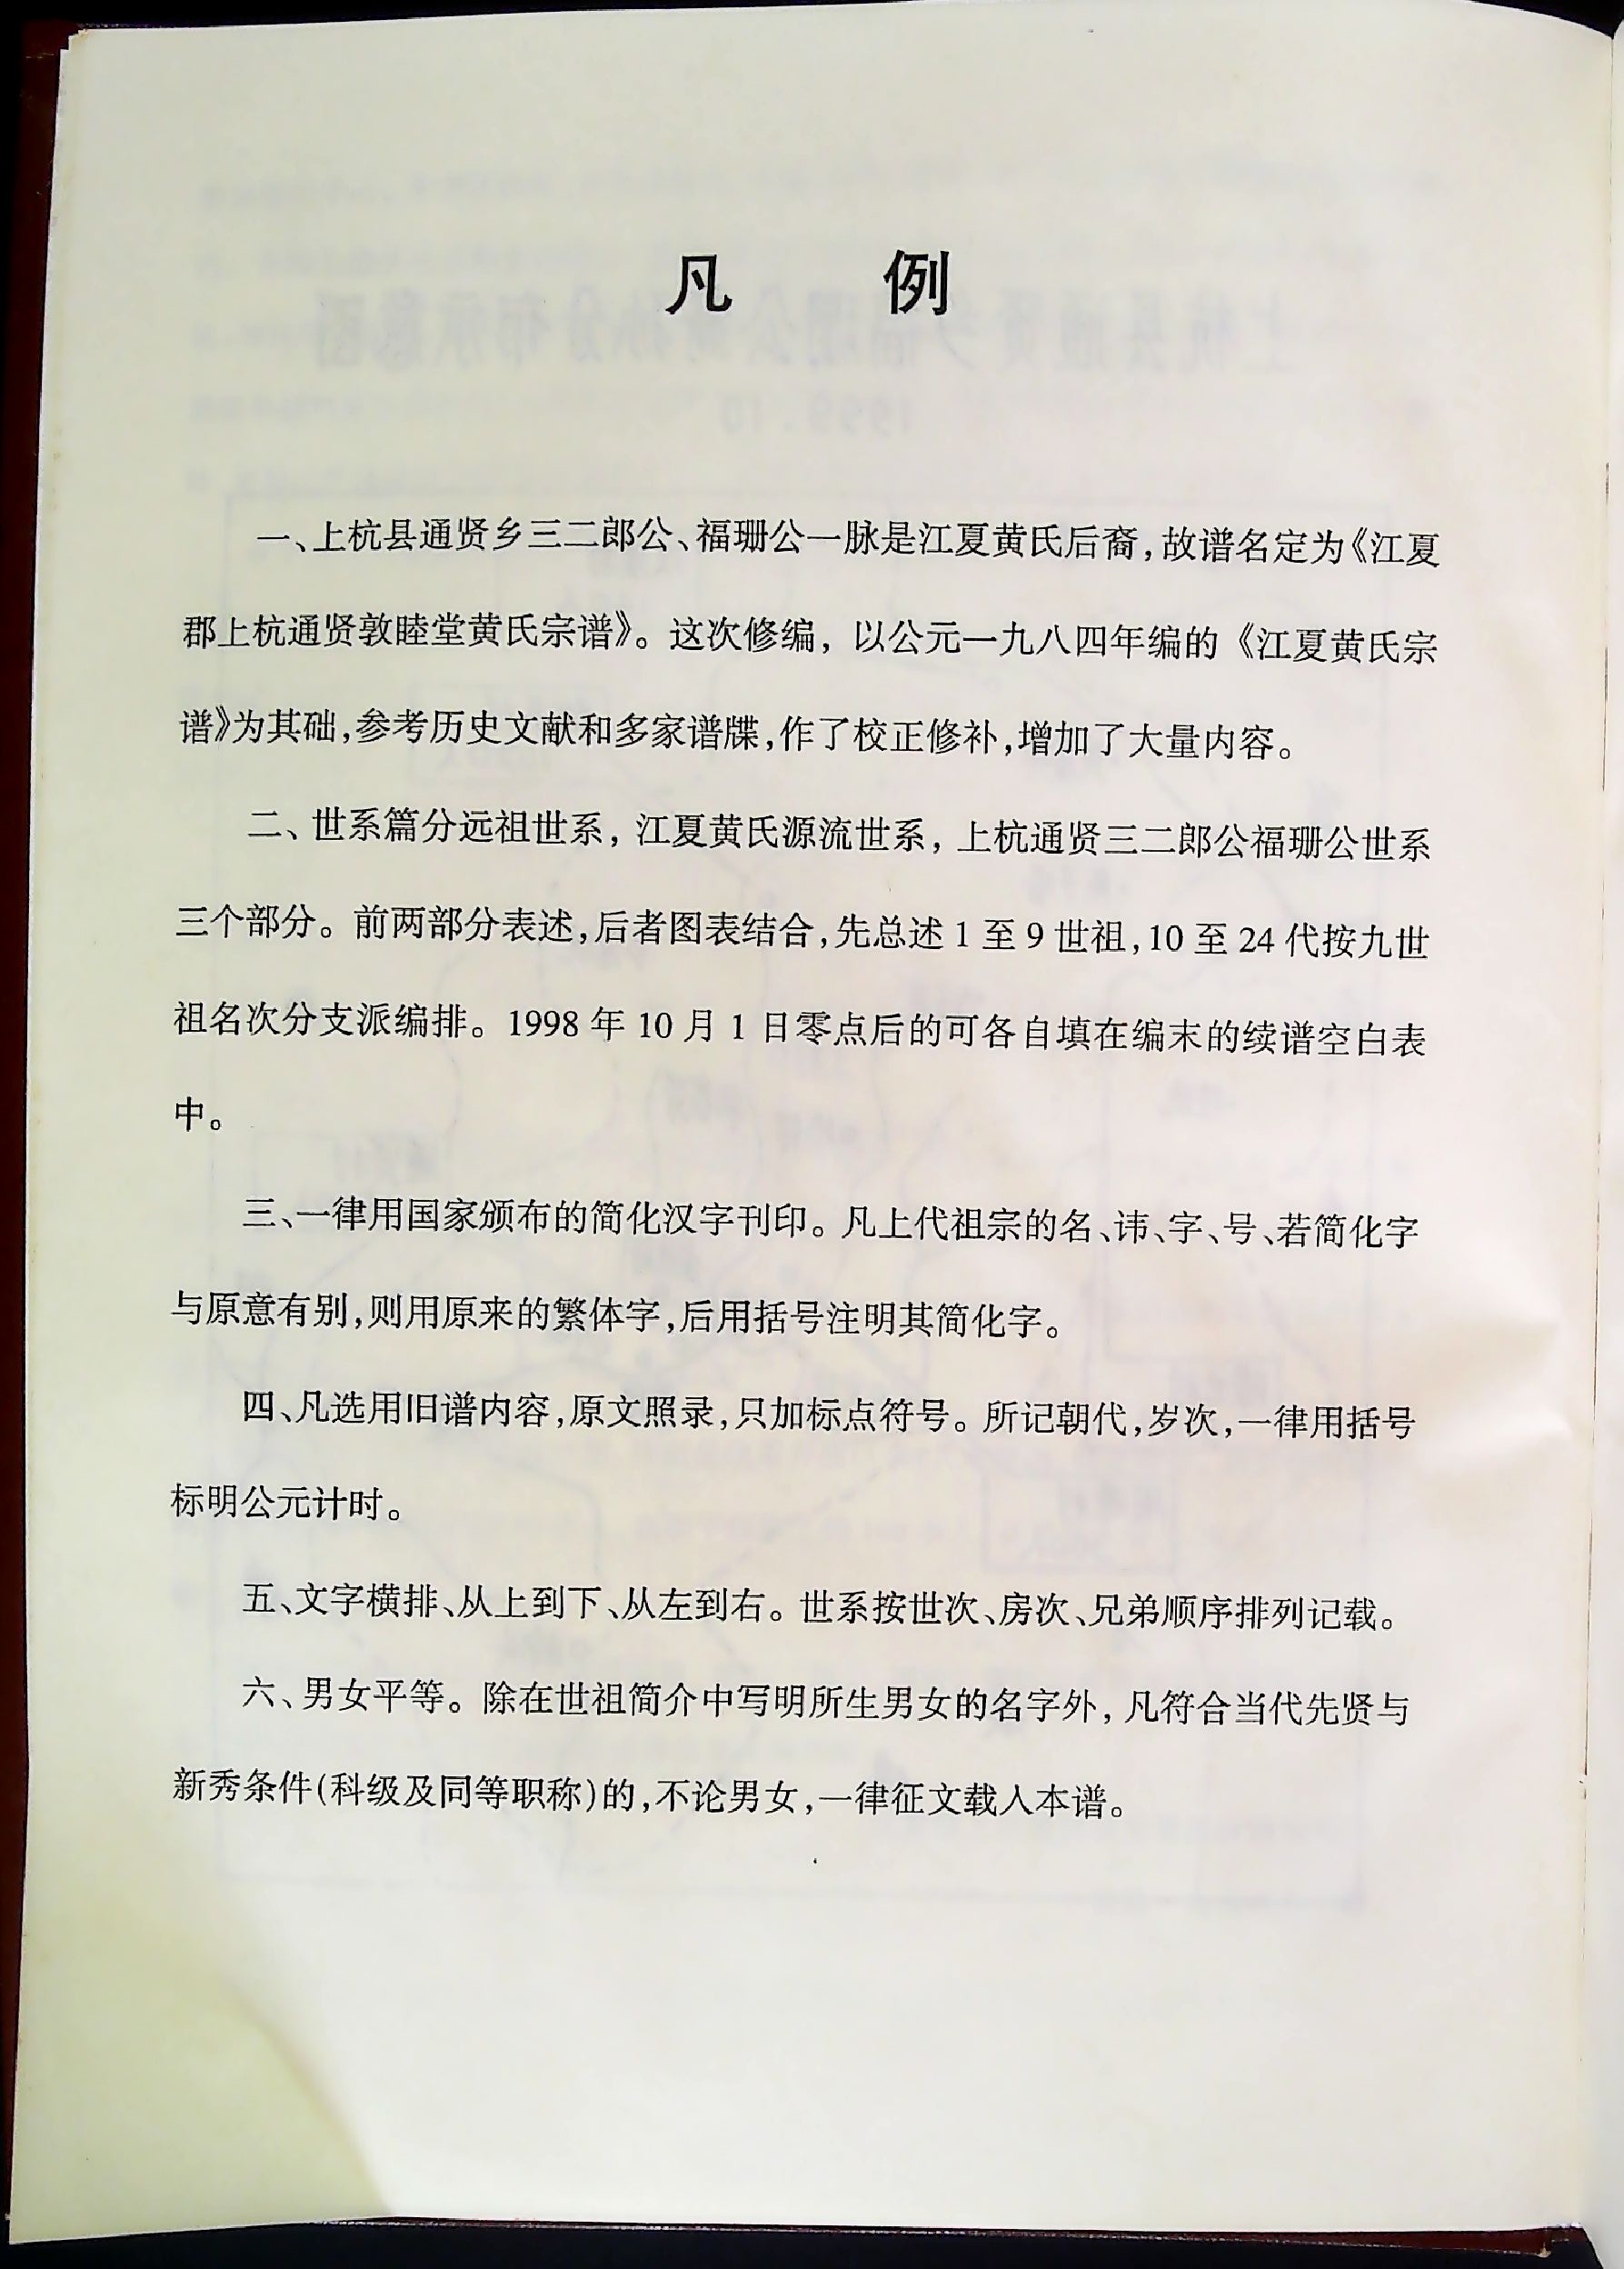 凡 例
一、上杭县通贤乡三二郎公、福珊公一脉是江夏黄氏后裔,故谱名定为《江夏
郡上杭通贤敦睦堂黄氏宗谱》。这次修编,以公元一九八四年编的《江夏黄氏宗
谱》为其础,参考历史文献和多家谱牒,作了校正修补,增加了大量内容。
二、世系篇分远祖世系,江夏黄氏源流世系,上杭通贤三二郎公福珊公世系
三个部分。前两部分表述,后者图表结合,先总述1至9世祖,10至24代按九世
祖名次分支派编排。1998年10月1日零点后的可各自填在编末的续谱空白表
中。
三、一律用国家颁布的简化汉字刊印。凡上代祖宗的名、讳、字、号、若简化字
与原意有别,则用原来的繁体字,后用括号注明其简化字。
四、凡选用旧谱内容,原文照录,只加标点符号。所记朝代,岁次,一律用括号
标明公元计时。
五、文字横排、从上到下、从左到右。世系按世次、房次、兄弟顺序排列记载。
六、男女平等。除在世祖简介中写明所生男女的名字外,凡符合当代先贤与
新秀条件(科级及同等职称)的,不论男女,一律征文载入本谱。